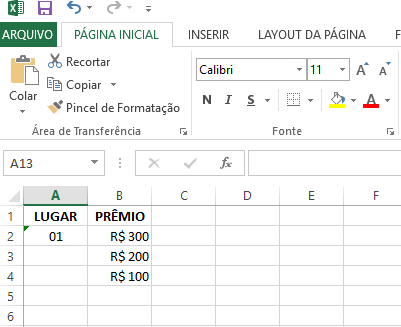 ARQUIVO PÁGINA INICIAL INSERIR LAYOUT DA PÁGINA F
Recortar
Copiar
Pincel de Formatação
Colar
Área de Transferência
Calibri 11 A A
N I S A
Fonte
A13 fx
A B C D E F
1 LUGAR PRÊMIO
2 01 R$ 300
3 R$ 200
4 R$ 100
5
6